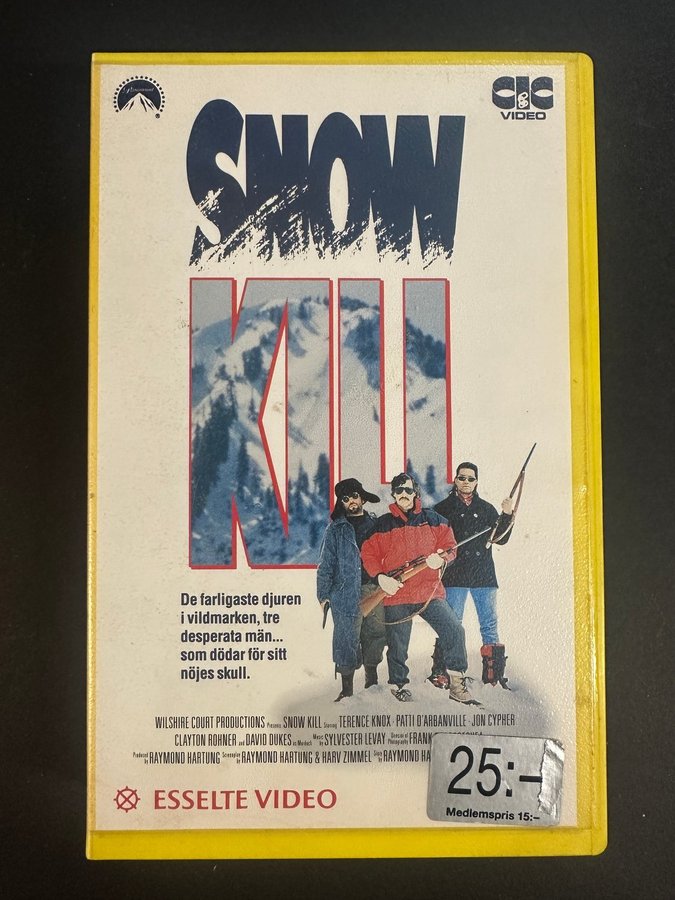 Paramount
®
CIC
VIDEO
SNOW
KILL
De farligaste djuren
i vildmarken, tre
desperata män...
som dödar för sitt
nöjes skull.
WILSHIRE COURT PRODUCTIONS Presents SNOW KILL Starring TERENCE KNOX · PATTI D'ARBANVILLE · JON CYPHER
CLAYTON ROHNER and DAVID DUKES as Murdoch Music by SYLVESTER LEVAY Director of Photography FRANK
Produced by RAYMOND HARTUNG Screenplay by RAYMOND HARTUNG & HARV ZIMMEL Story by RAYMOND
ESSELTE VIDEO
25:-
Medlemspris 15:-